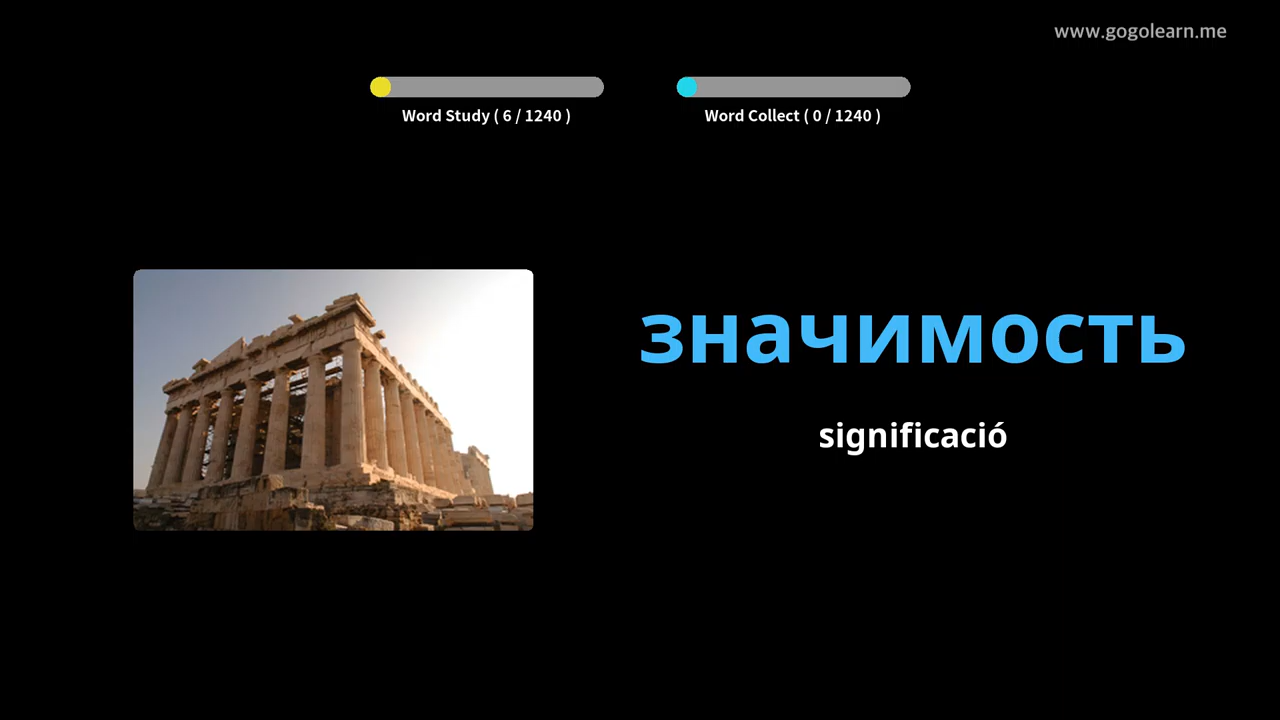 www.gogolearn.me
Word Study ( 6 / 1240 )
Word Collect ( 0 / 1240 )
значимость
significació